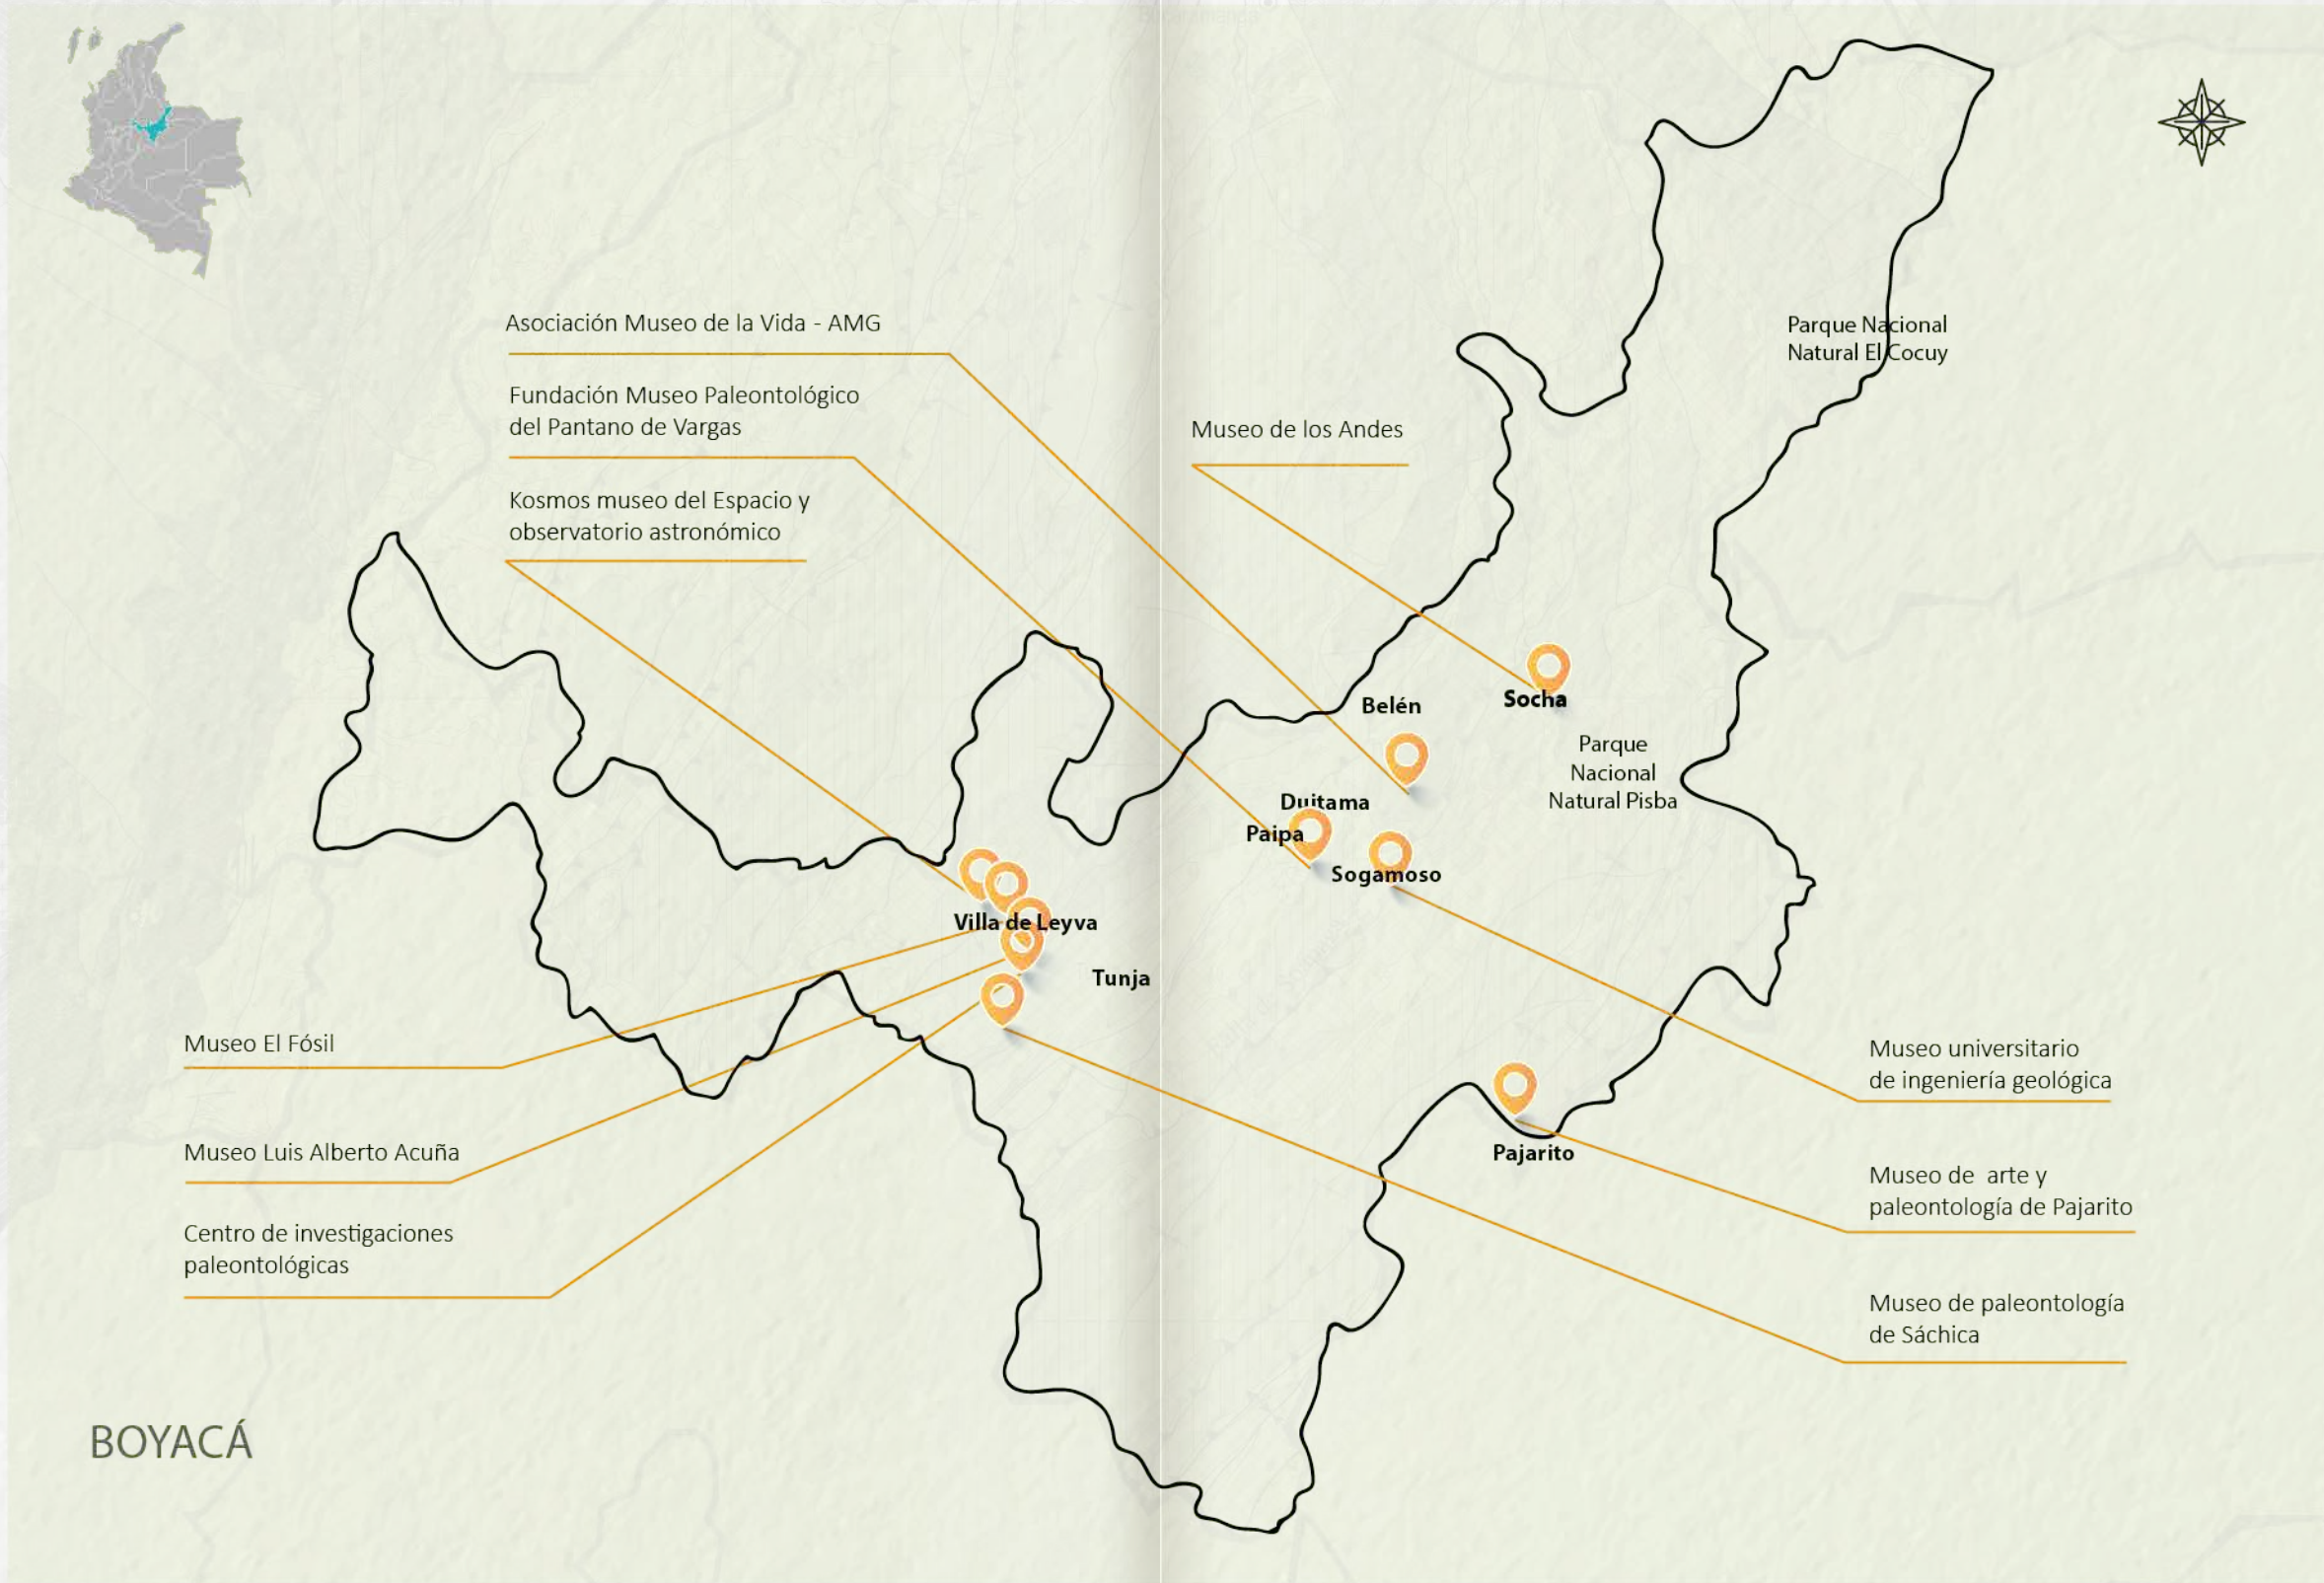 Asociación Museo de la Vida - AMG
Fundación Museo Paleontológico
del Pantano de Vargas
Kosmos museo del Espacio y
observatorio astronómico
Museo de los Andes
Parque Nacional
Natural El Cocuy
Belén
Socha
Parque
Nacional
Natural Pisba
Duitama
Paipa
Sogamoso
Villa de Leyva
Tunja
Pajarito
Museo El Fósil
Museo Luis Alberto Acuña
Centro de investigaciones
paleontológicas
Museo universitario
de ingeniería geológica
Museo de  arte y
paleontología de Pajarito
Museo de paleontología
de Sáchica
BOYACÁ